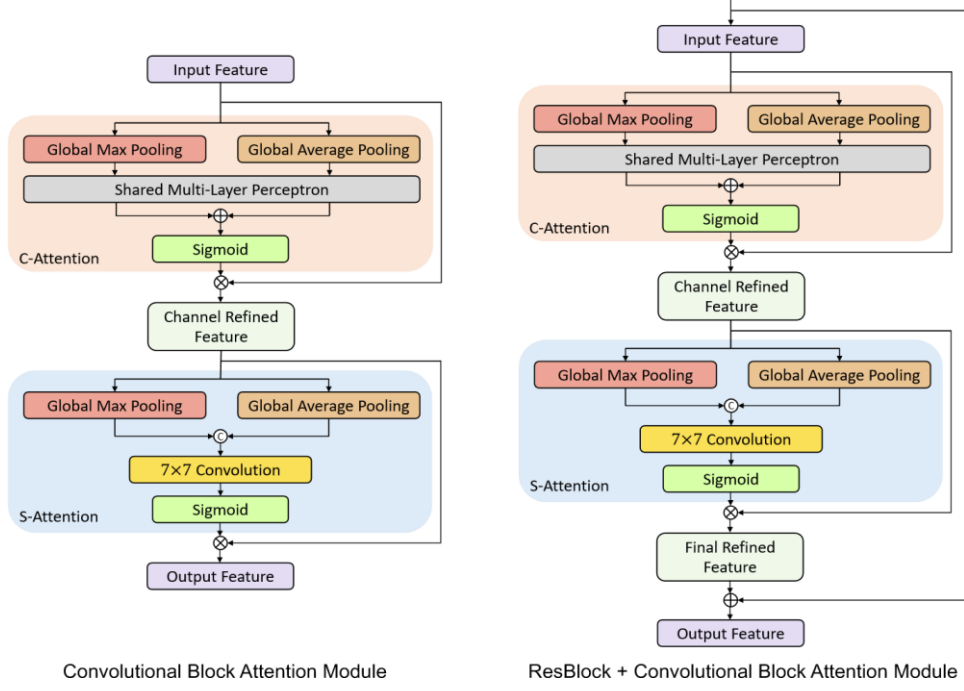 Input Feature
Global Max Pooling
Global Average Pooling
Shared Multi-Layer Perceptron
Sigmoid
C-Attention
Channel Refined
Feature
Global Max Pooling
Global Average Pooling
C
7×7 Convolution
Sigmoid
S-Attention
Output Feature
Convolutional Block Attention Module
Input Feature
Global Max Pooling
Global Average Pooling
Shared Multi-Layer Perceptron
Sigmoid
C-Attention
Channel Refined
Feature
Global Max Pooling
Global Average Pooling
C
7×7 Convolution
Sigmoid
S-Attention
Final Refined
Feature
Output Feature
ResBlock + Convolutional Block Attention Module